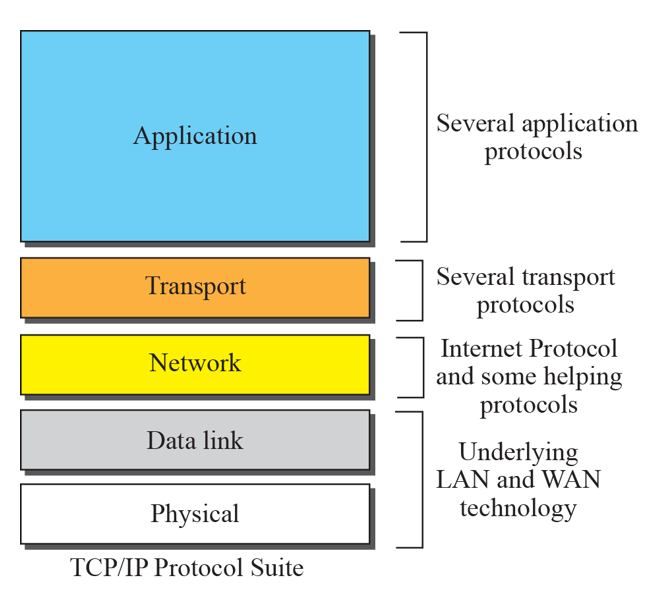 Application
Several application
protocols
Transport
Several transport
protocols
Network
Internet Protocol
and some helping
protocols
Data link
Physical
Underlying
LAN and WAN
technology
TCP/IP Protocol Suite